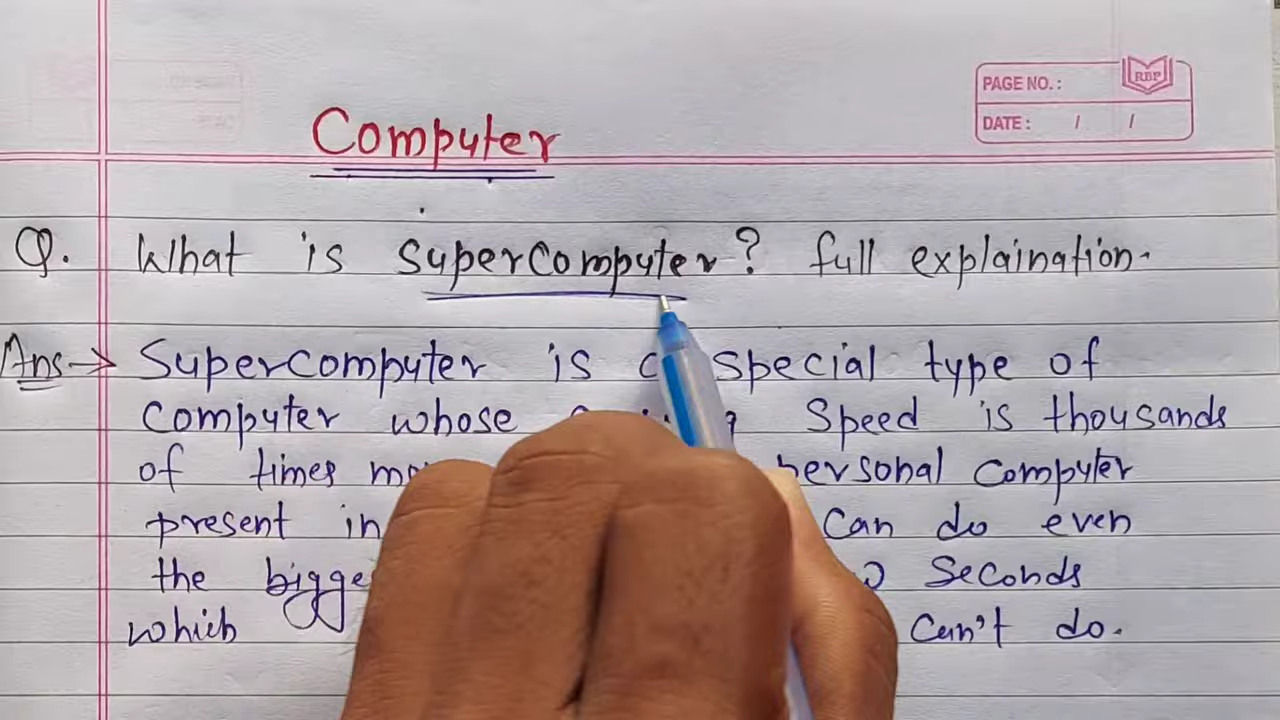 RBP
PAGE NO.:
DATE: / /
Computer
Q. What is supercomputer? full explaination.
Ans→ Supercomputer is a special type of
Computer whose Speed is thousands
of times personal Computer
present in Can do even
the Seconds
which Can't do.